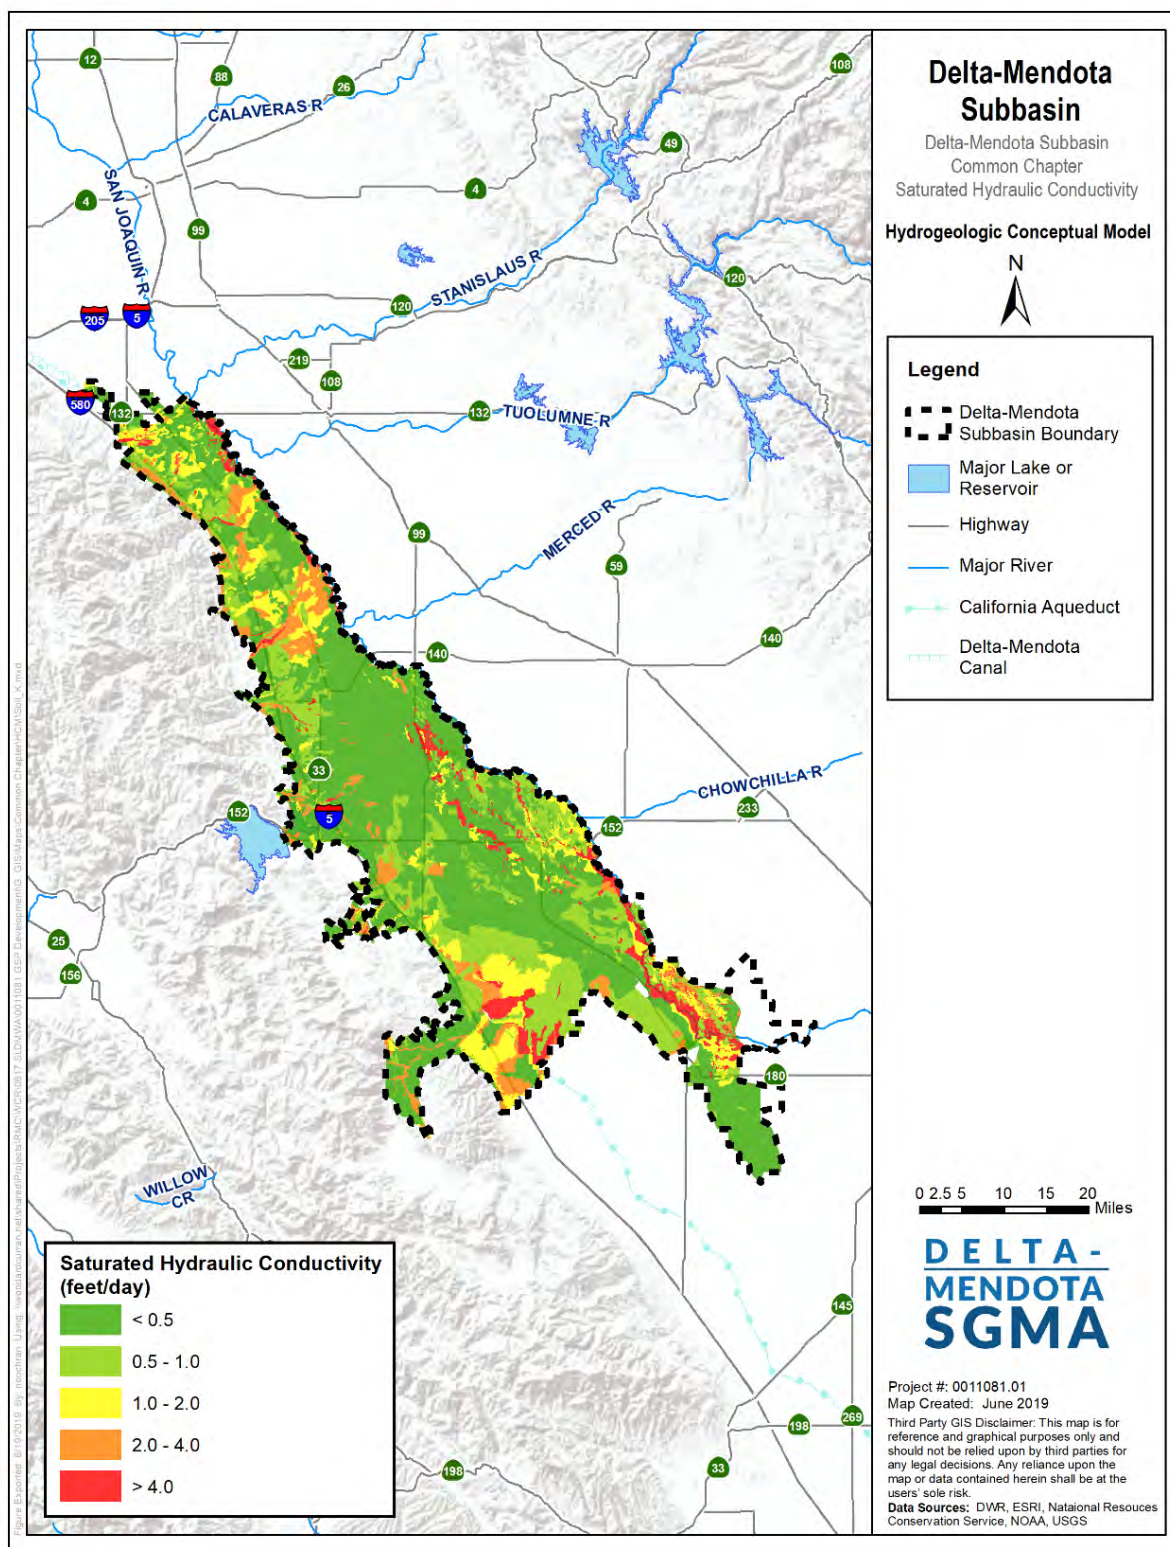 Delta-Mendota
Subbasin
Delta-Mendota Subbasin
Common Chapter
Saturated Hydraulic Conductivity
Hydrogeologic Conceptual Model
N
Legend
Delta-Mendota
Subbasin Boundary
Major Lake or
Reservoir
Highway
Major River
California Aqueduct
Delta-Mendota
Canal
0 2.5 5 10 15 20
Miles
DELTA-
MENDOTA
SGMA
Project #: 0011081.01
Map Created: June 2019
Third Party GIS Disclaimer: This map is for
reference and graphical purposes only and
should not be relied upon by third parties for
any legal decisions. Any reliance upon the
map or data contained herein shall be at the
users' sole risk.
Data Sources: DWR, ESRI, Nataional Resouces
Conservation Service, NOAA, USGS
12
88
26
108
CALAVERAS R
49
4
4
SAN JOAQUIN R
99
STANISLAUS R
120
120
205
5
219
108
580
132
132
TUOLUMNE R
99
MERCED R
59
140
140
33
CHOWCHILLA R
233
152
5
152
25
156
180
WILLOW
CR
145
269
198
198
33
Saturated Hydraulic Conductivity
(feet/day)
< 0.5
0.5 - 1.0
1.0 - 2.0
2.0 - 4.0
> 4.0